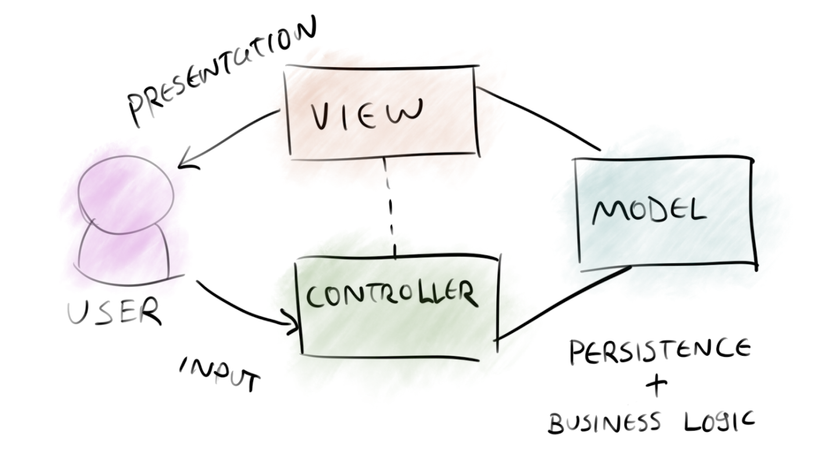 PRESENTATION
VIEW
MODEL
USER
CONTROLLER
INPUT
PERSISTENCE
+
BUSINESS LOGIC